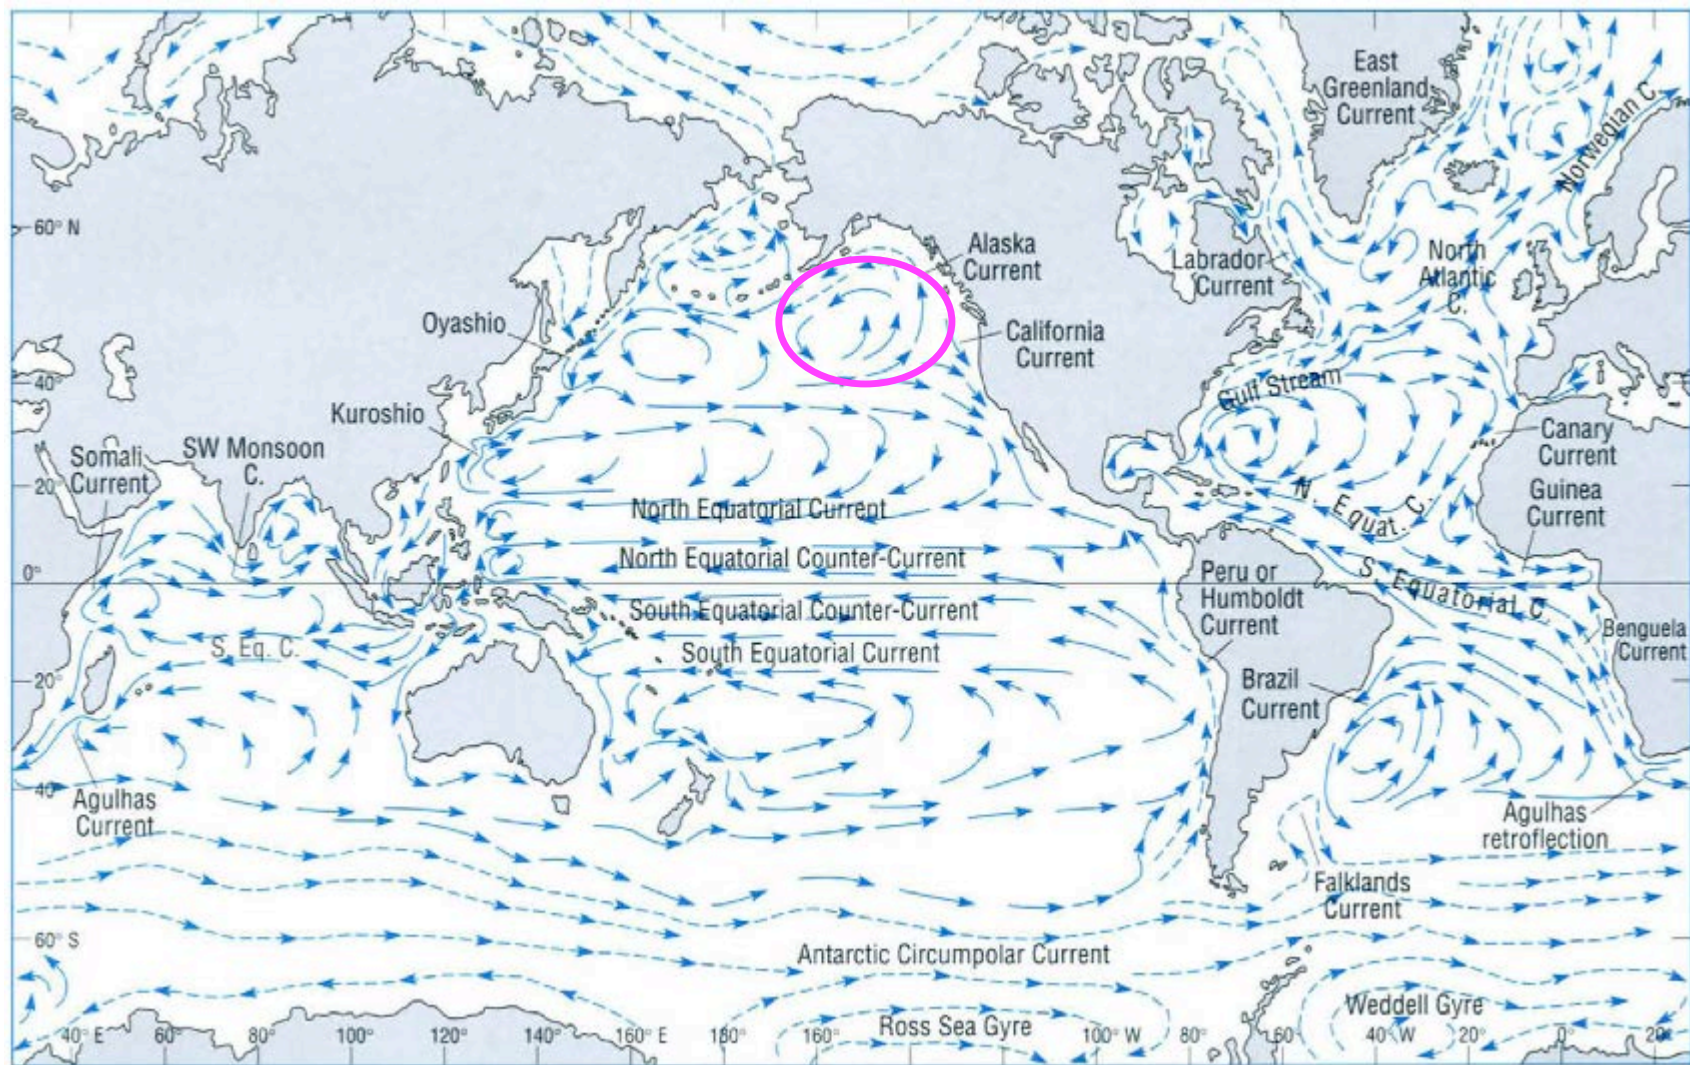 East
Greenland
Current
Norwegian C.
60° N
Alaska
Current
Labrador
Current
North
Atlantic
C.
Oyashio
California
Current
40°
Gulf Stream
Kuroshio
Somali
Current
SW Monsoon
C.
Canary
Current
20°
North Equatorial Current
N. Equat. C.
Guinea
Current
North Equatorial Counter-Current
0°
Peru or
Humboldt
Current
S. Equatorial C.
South Equatorial Counter-Current
S. Eq. C.
South Equatorial Current
Benguela
Current
20°
Brazil
Current
40°
Agulhas
Current
Agulhas
retroflection
Falklands
Current
60° S
Antarctic Circumpolar Current
Weddell Gyre
Ross Sea Gyre
40° E 60° 80° 100° 120° 140° 160° E 180° 160° 100° W 80° 60° 40° W 20° 0° 20°